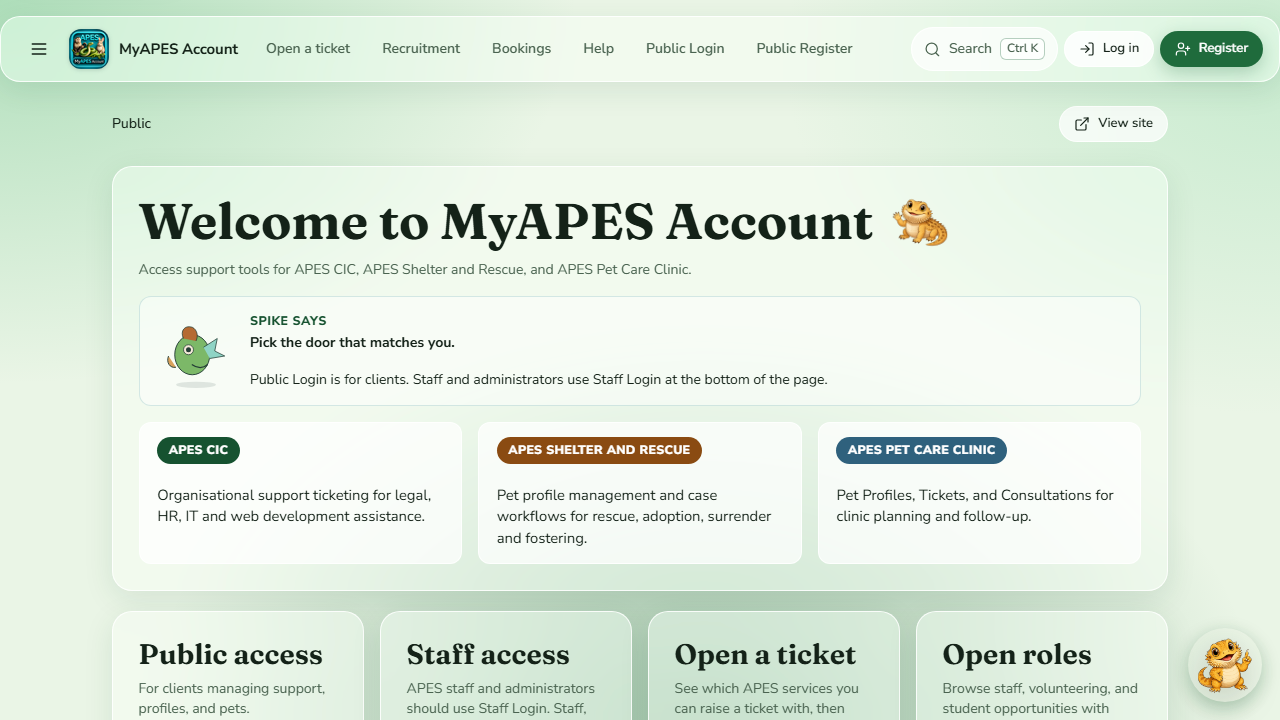 MyAPES Account
Open a ticket
Recruitment
Bookings
Help
Public Login
Public Register
Search
Ctrl K
Log in
Register
Public
View site
Welcome to MyAPES Account
Access support tools for APES CIC, APES Shelter and Rescue, and APES Pet Care Clinic.
SPIKE SAYS
Pick the door that matches you.
Public Login is for clients. Staff and administrators use Staff Login at the bottom of the page.
APES CIC
Organisational support ticketing for legal,
HR, IT and web development assistance.
APES SHELTER AND RESCUE
Pet profile management and case
workflows for rescue, adoption, surrender
and fostering.
APES PET CARE CLINIC
Pet Profiles, Tickets, and Consultations for
clinic planning and follow-up.
Public access
For clients managing support,
profiles, and pets.
Staff access
APES staff and administrators
should use Staff Login. Staff,
Open a ticket
See which APES services you
can raise a ticket with, then
Open roles
Browse staff, volunteering, and
student opportunities with